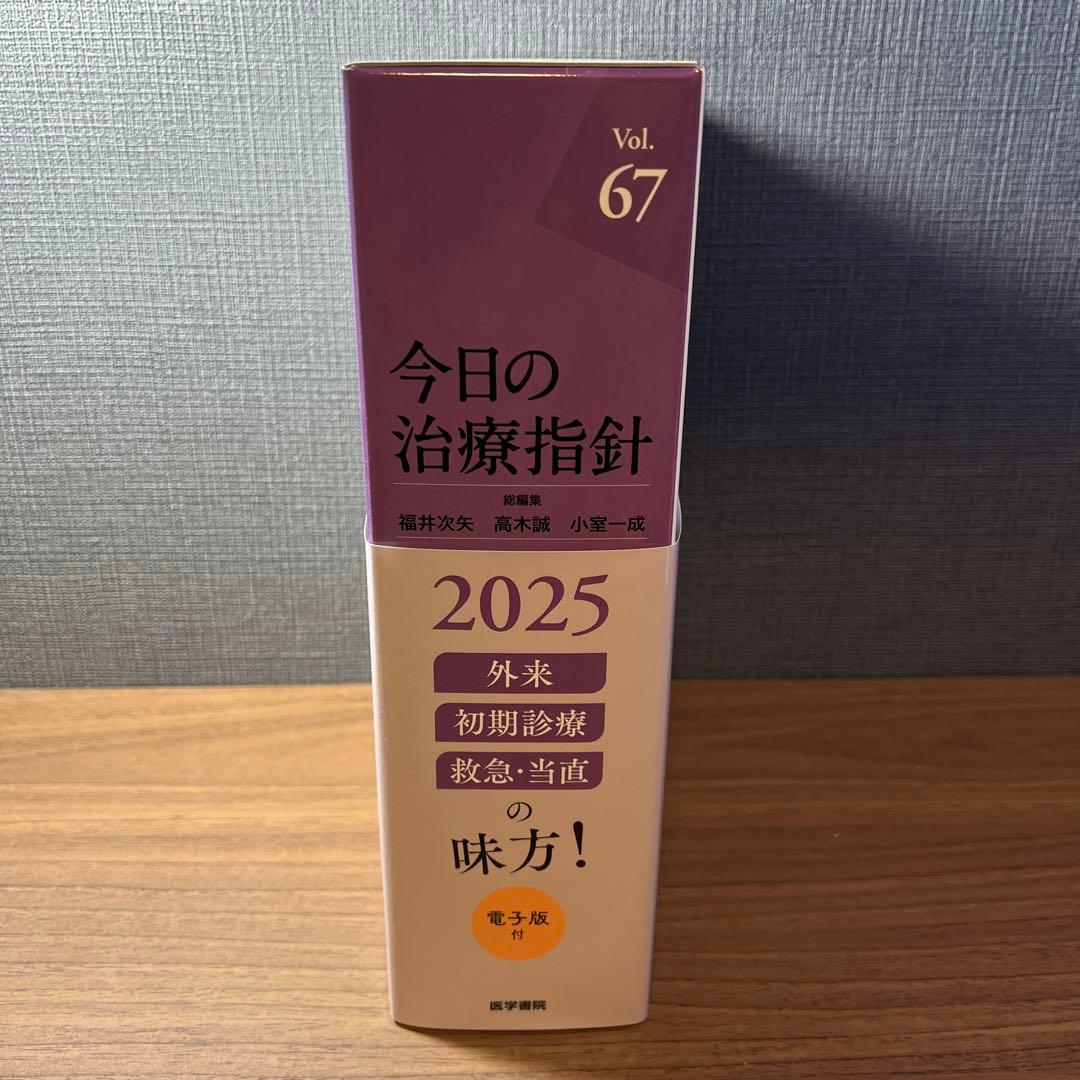 Vol.
67
今日の
治療指針
総編集
福井次矢 高木誠 小室一成
2025
外来
初期診療
救急・当直
の
味方!
電子版
付
医学書院